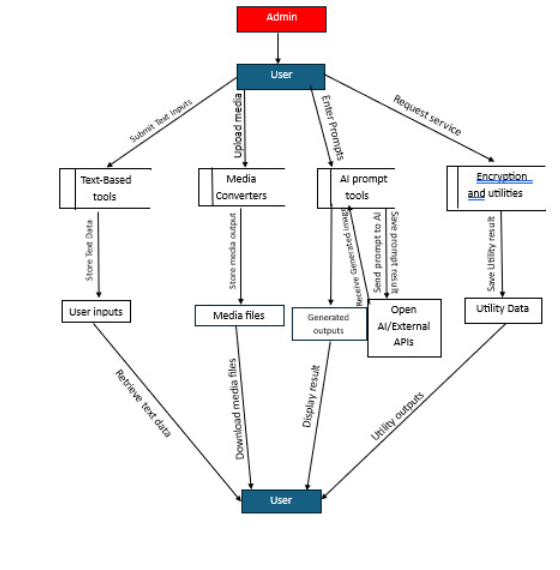 Admin
User
Submit Text Inputs
Upload media
Enter Prompts
Request service
Text-Based
tools
Media
Converters
AI prompt
tools
Encryption
and utilities
Store Text Data
Store media output
Receive Generated image
Send prompt to AI
Save prompt result
Save Utility result
User inputs
Media files
Generated
outputs
Open
AI/External
APIs
Utility Data
Retrieve text data
Download media files
Display result
Utility outputs
User